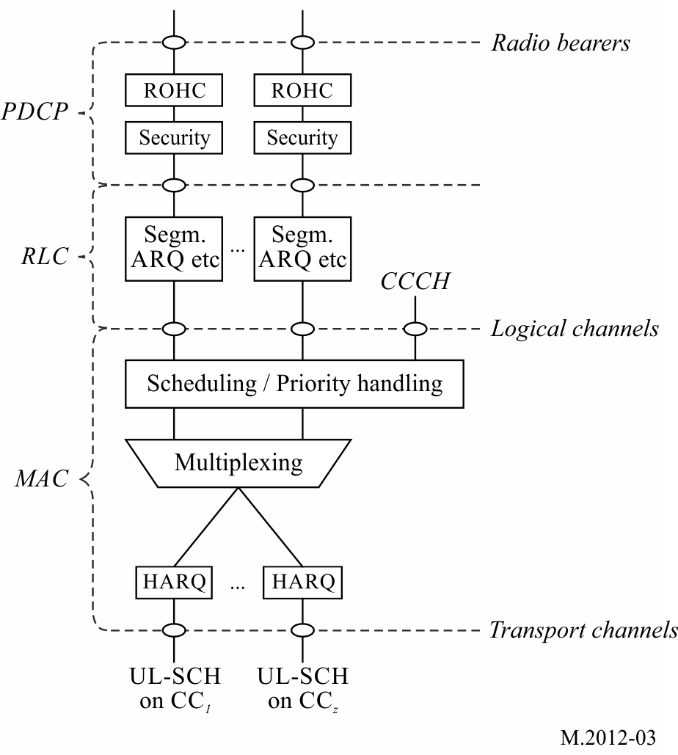 Radio bearers
PDCP
ROHC
ROHC
Security
Security
RLC
Segm.
ARQ etc
...
Segm.
ARQ etc
CCCH
Logical channels
Scheduling / Priority handling
MAC
Multiplexing
HARQ
...
HARQ
Transport channels
UL-SCH
on CC1
UL-SCH
on CCz
M.2012-03